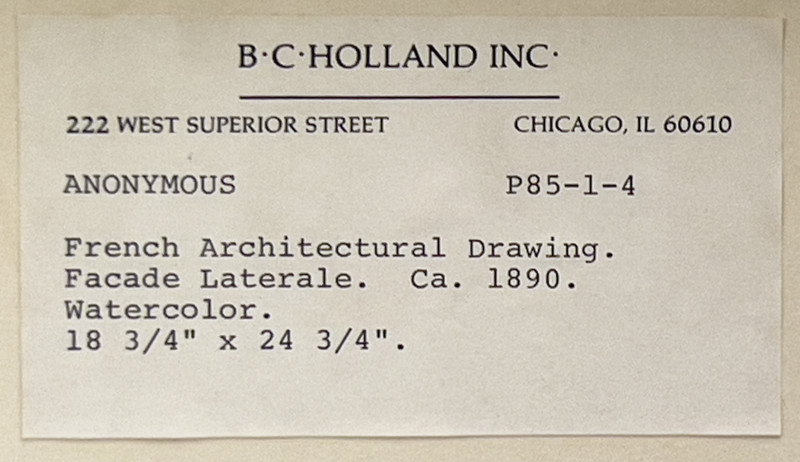 B·C·HOLLAND INC·
222 WEST SUPERIOR STREET CHICAGO, IL 60610
ANONYMOUS P85-1-4
French Architectural Drawing.
Facade Laterale. Ca. 1890.
Watercolor.
18 3/4" x 24 3/4".